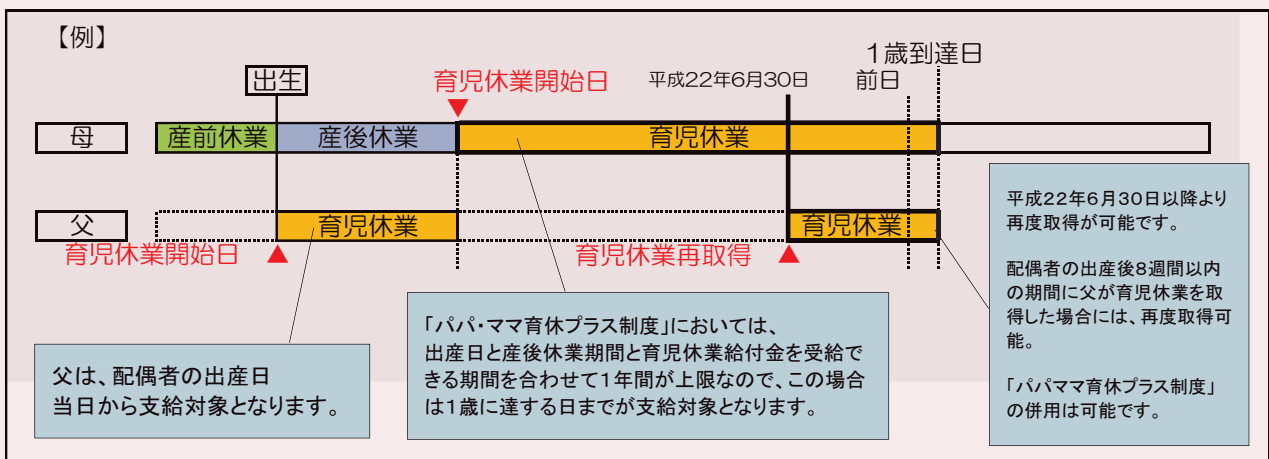 【例】
1歳到達日
出生
育児休業開始日
平成22年6月30日
前日
母
産前休業
産後休業
育児休業
父
育児休業
育児休業
育児休業開始日
育児休業再取得
父は、配偶者の出産日
当日から支給対象となります。
「パパ・ママ育休プラス制度」においては、
出産日と産後休業期間と育児休業給付金を受給で
きる期間を合わせて1年間が上限なので、この場合
は1歳に達する日までが支給対象となります。
平成22年6月30日以降より
再度取得が可能です。
配偶者の出産後8週間以内
の期間に父が育児休業を取
得した場合には、再度取得可
能。
「パパママ育休プラス制度」
の併用は可能です。